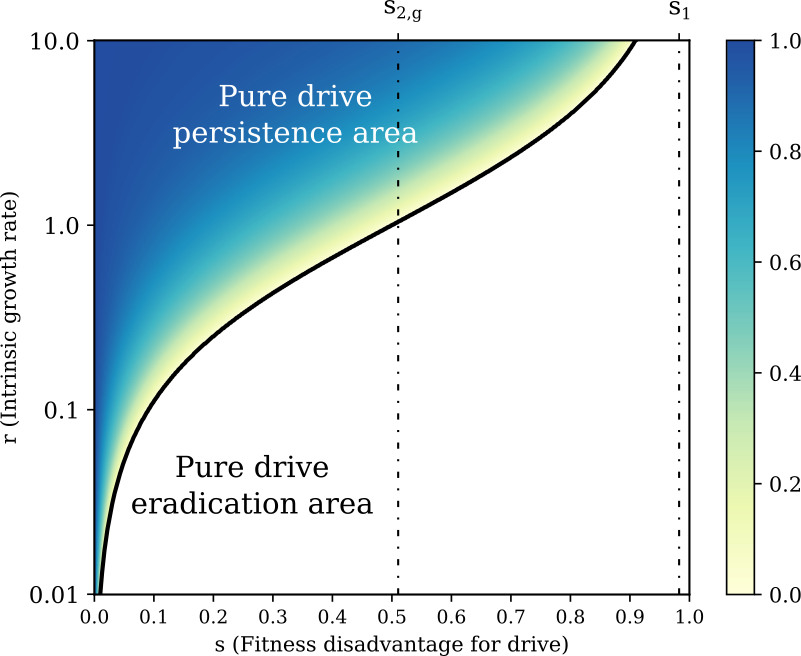 s2,g s1
10.0
1.0
0.1
0.01
r (Intrinsic growth rate)
Pure drive
persistence area
Pure drive
eradication area
0.0 0.1 0.2 0.3 0.4 0.5 0.6 0.7 0.8 0.9 1.0
s (Fitness disadvantage for drive)
1.0
0.8
0.6
0.4
0.2
0.0